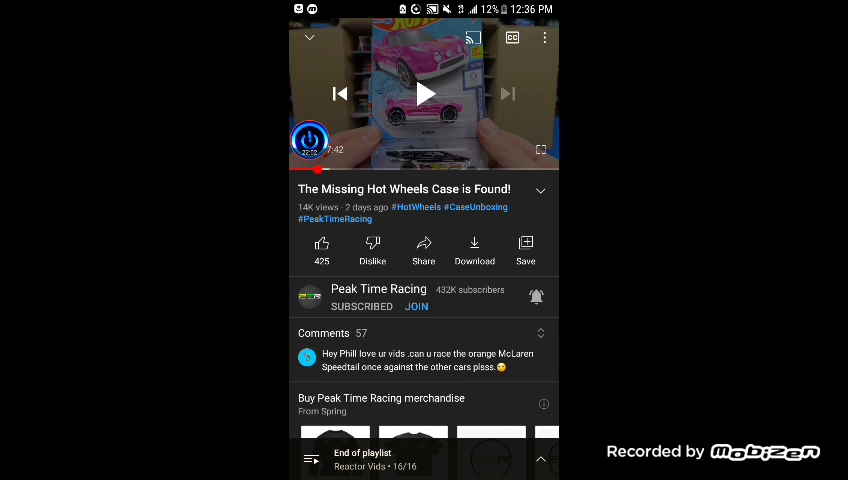 12% 12:36 PM
CC
22:02
7:42
The Missing Hot Wheels Case is Found!
14K views · 2 days ago #HotWheels #CaseUnboxing
#PeakTimeRacing
425 Dislike Share Download Save
Peak Time Racing 432K subscribers
SUBSCRIBED JOIN
Comments 57
Hey Phill love ur vids .can u race the orange McLaren
Speedtail once against the other cars plsss.🥺
Buy Peak Time Racing merchandise
From Spring
End of playlist
Reactor Vids • 16/16
Recorded by Mobizen